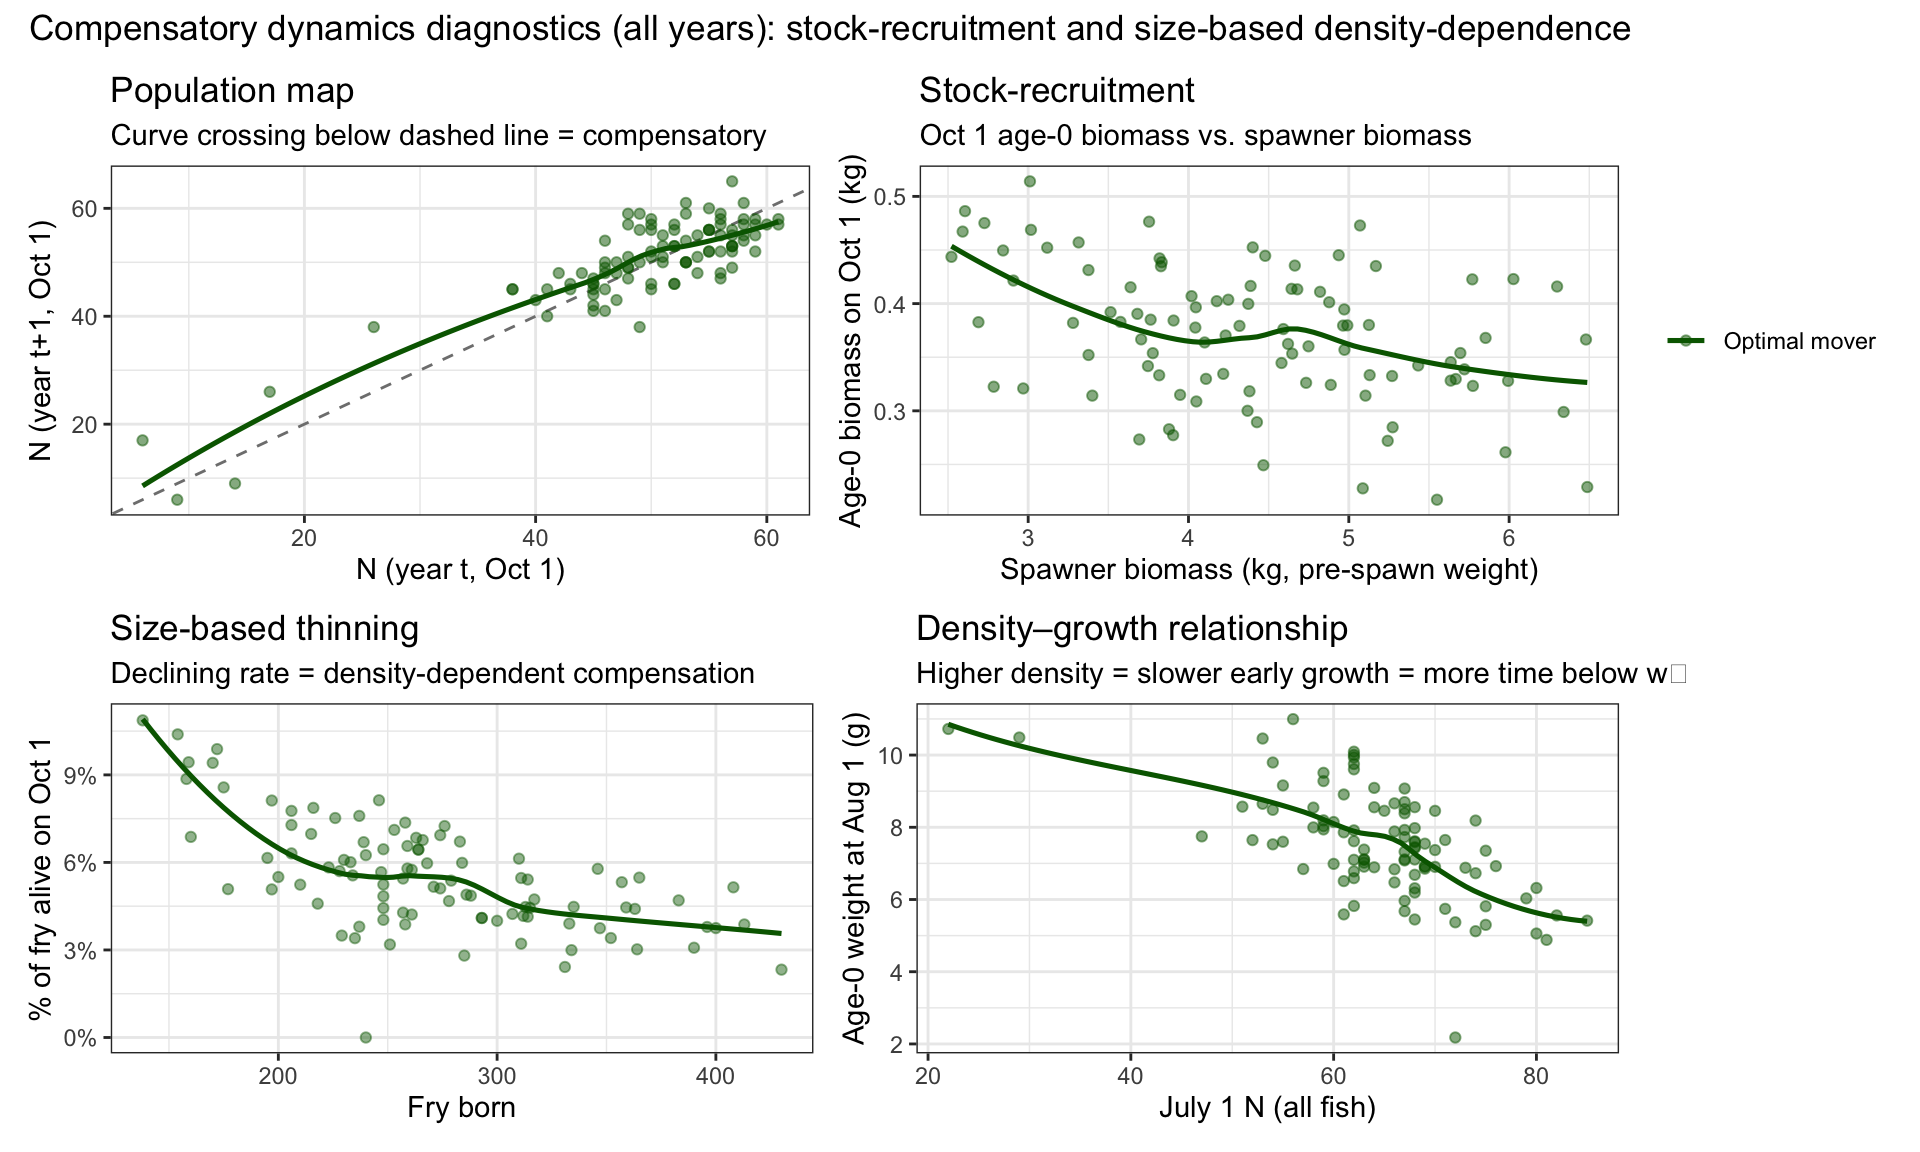 Compensatory dynamics diagnostics (all years): stock-recruitment and size-based density-dependence
Population map
Curve crossing below dashed line = compensatory
N (year t+1, Oct 1)
60
40
20
20
40
60
N (year t, Oct 1)
Stock-recruitment
Oct 1 age-0 biomass vs. spawner biomass
Age-0 biomass on Oct 1 (kg)
0.5
0.4
0.3
3
4
5
6
Spawner biomass (kg, pre-spawn weight)
Optimal mover
Size-based thinning
Declining rate = density-dependent compensation
% of fry alive on Oct 1
9%
6%
3%
0%
200
300
400
Fry born
Density–growth relationship
Higher density = slower early growth = more time below w□
Age-0 weight at Aug 1 (g)
10
8
6
4
2
20
40
60
80
July 1 N (all fish)